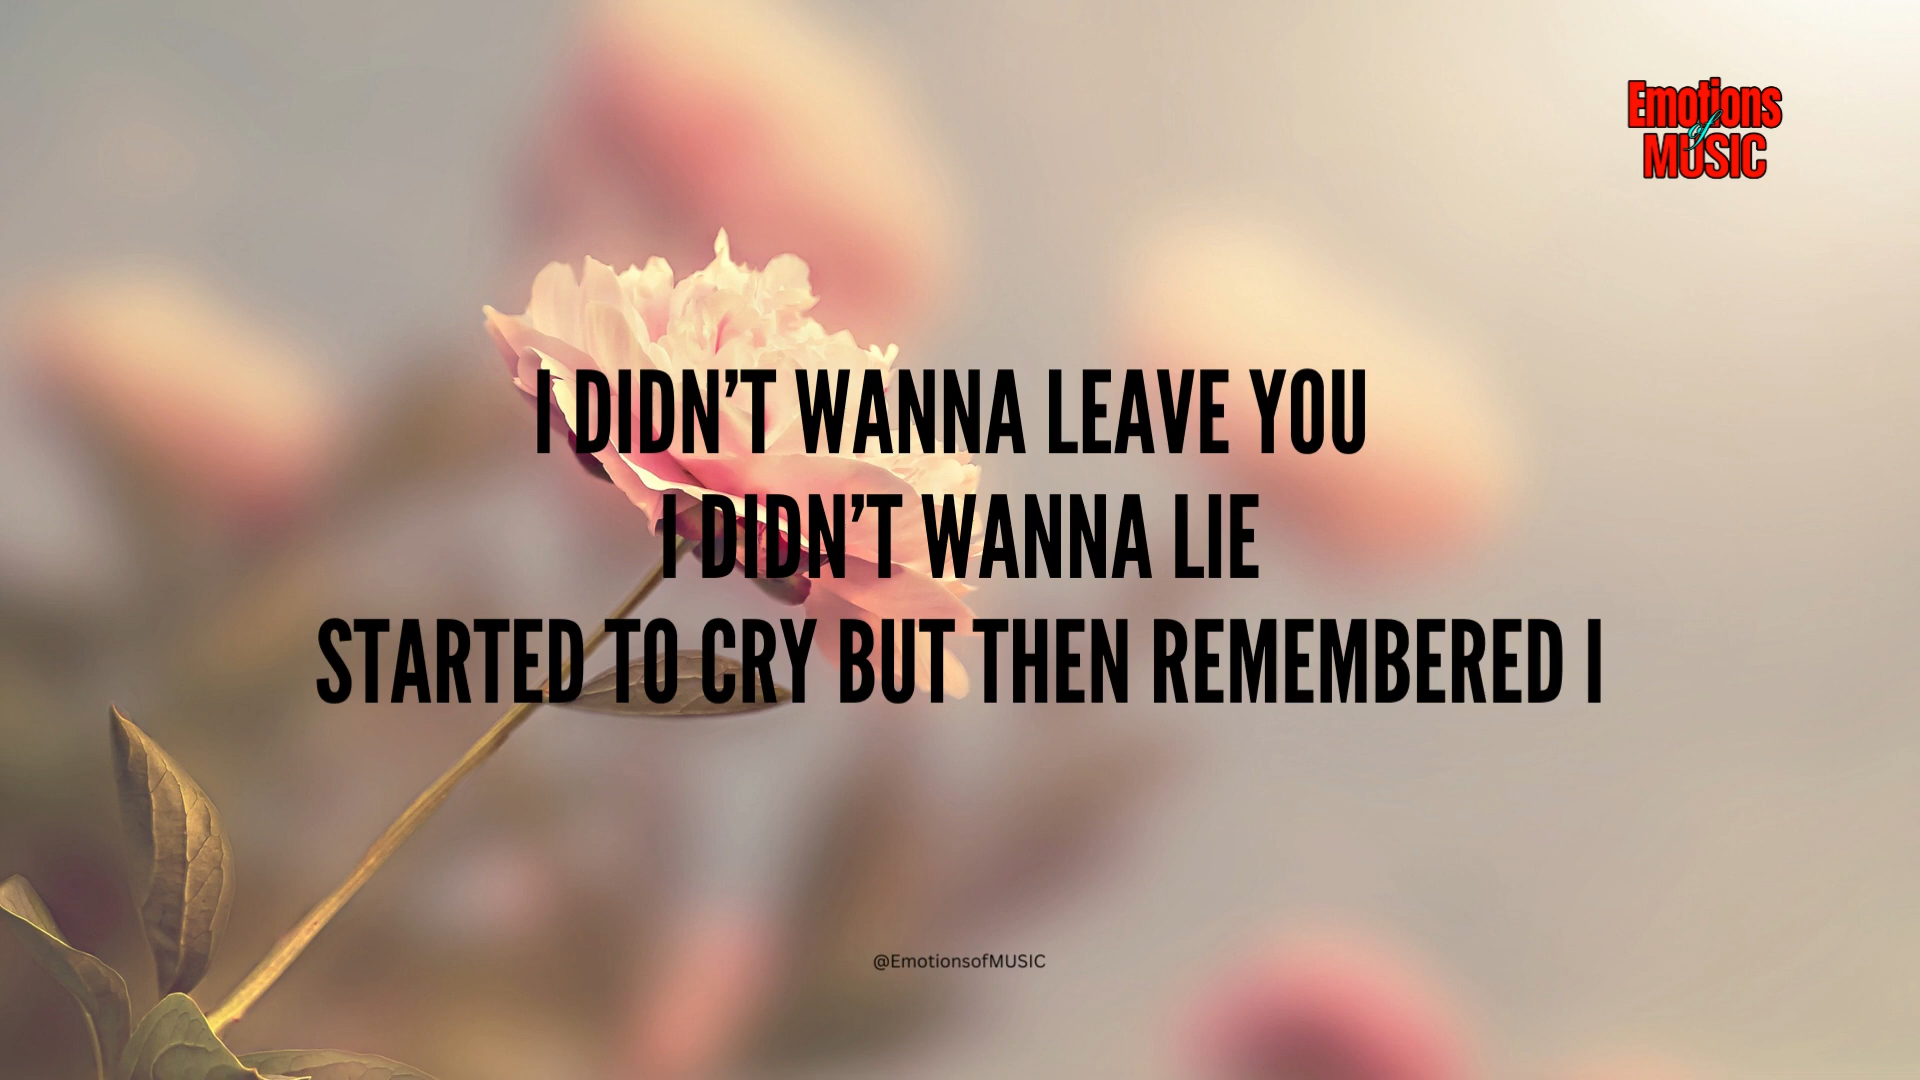 Emotions
of
MUSIC
I DIDN’T WANNA LEAVE YOU
I DIDN’T WANNA LIE
STARTED TO CRY BUT THEN REMEMBERED I
@EmotionsofMUSIC